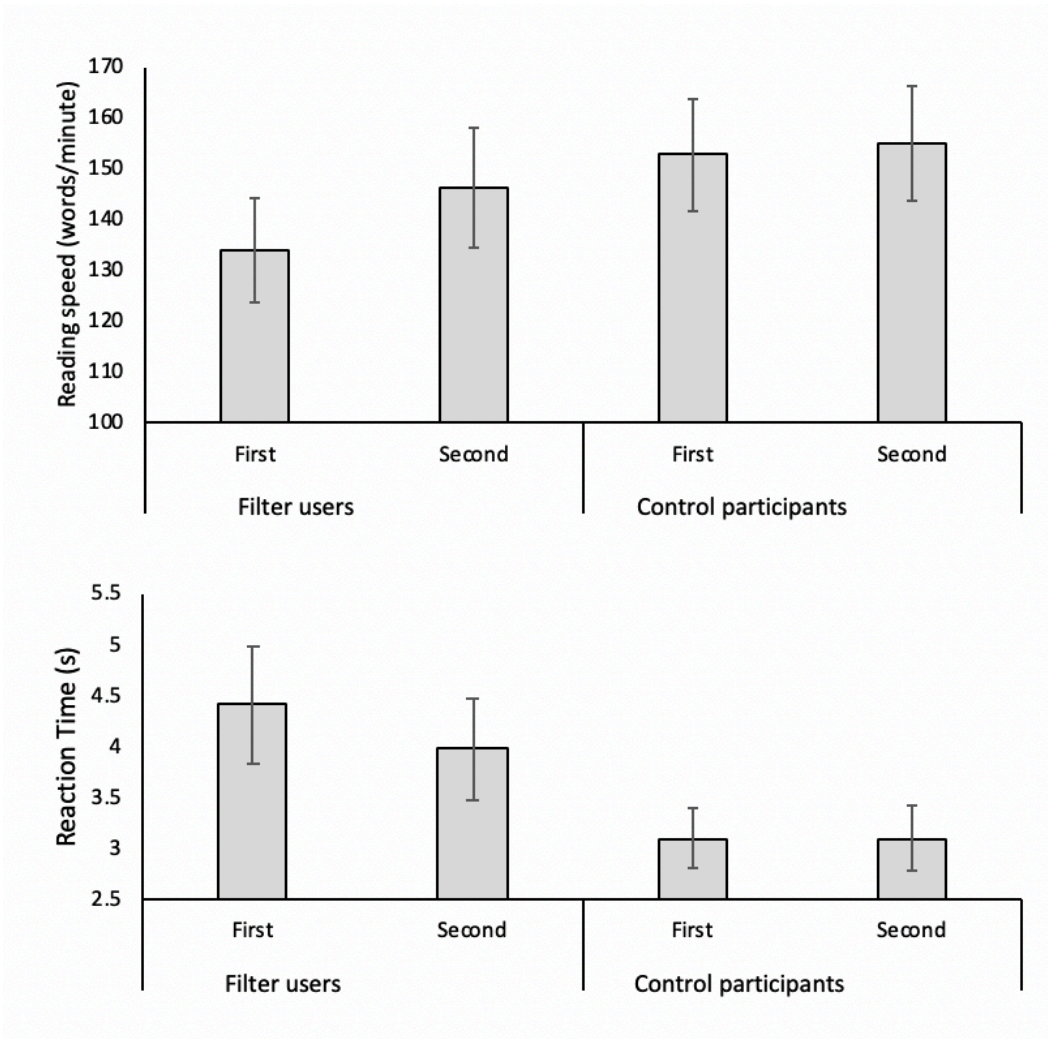 Reading speed (words/minute)
170
160
150
140
130
120
110
100
First Second First Second
Filter users Control participants
Reaction Time (s)
5.5
5
4.5
4
3.5
3
2.5
First Second First Second
Filter users Control participants